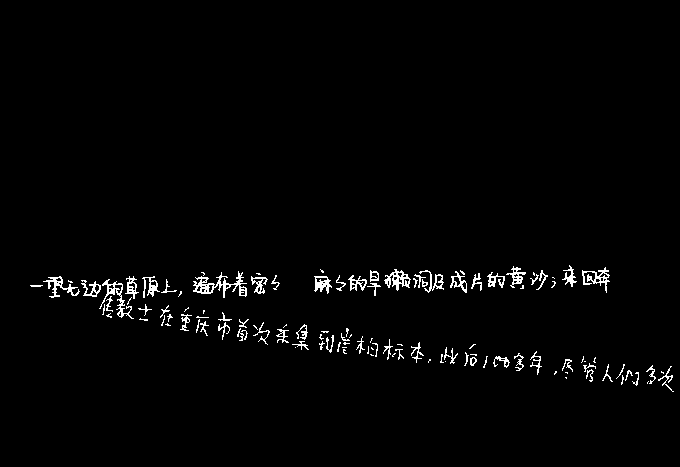 一望无边的草原上，遍布着密々 麻々的旱獭洞及成片的黄沙；来回奔
传教士在重庆市首次采集到崖柏标本．此后100多年，尽管人们多次